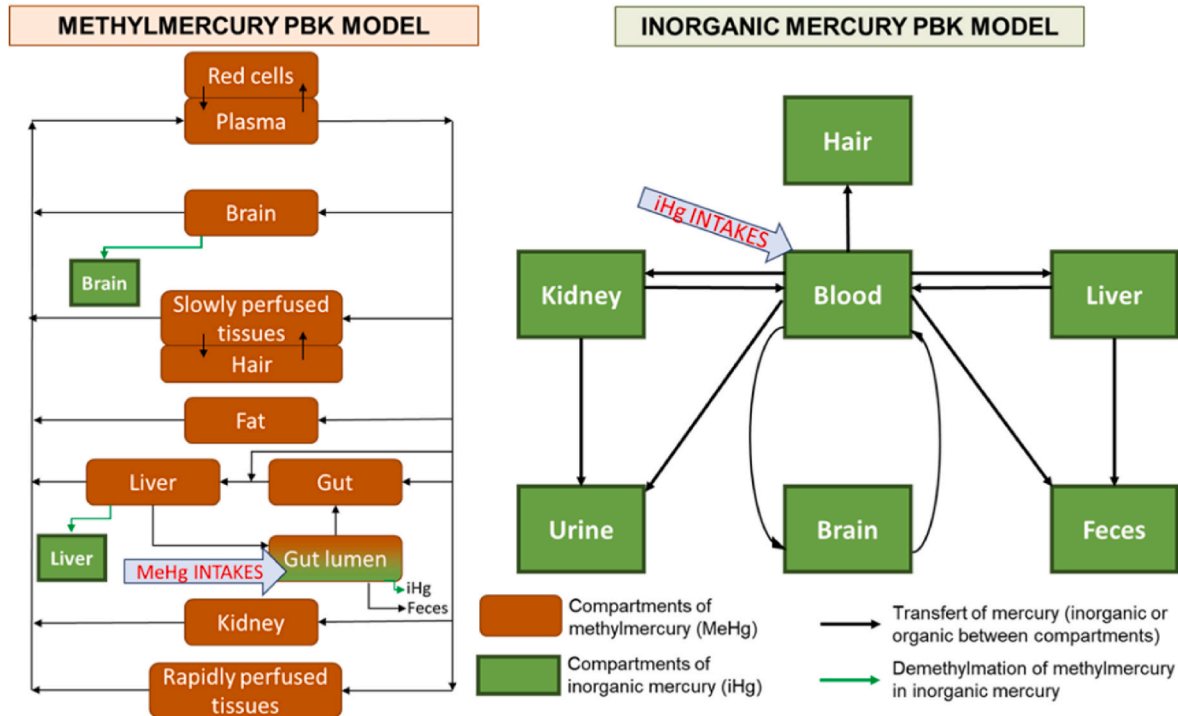 METHYLMERCURY PBK MODEL
Red cells
Plasma
Brain
Brain
Slowly perfused
tissues
Hair
Fat
Liver
Gut
Liver
MeHg INTAKES
Gut lumen
iHg
Feces
Kidney
Rapidly perfused
tissues
INORGANIC MERCURY PBK MODEL
Hair
iHg INTAKES
Kidney
Blood
Liver
Urine
Brain
Feces
Compartments of
methylmercury (MeHg)
Compartments of
inorganic mercury (iHg)
Transfert of mercury (inorganic or
organic between compartments)
Demethylmation of methylmercury
in inorganic mercury